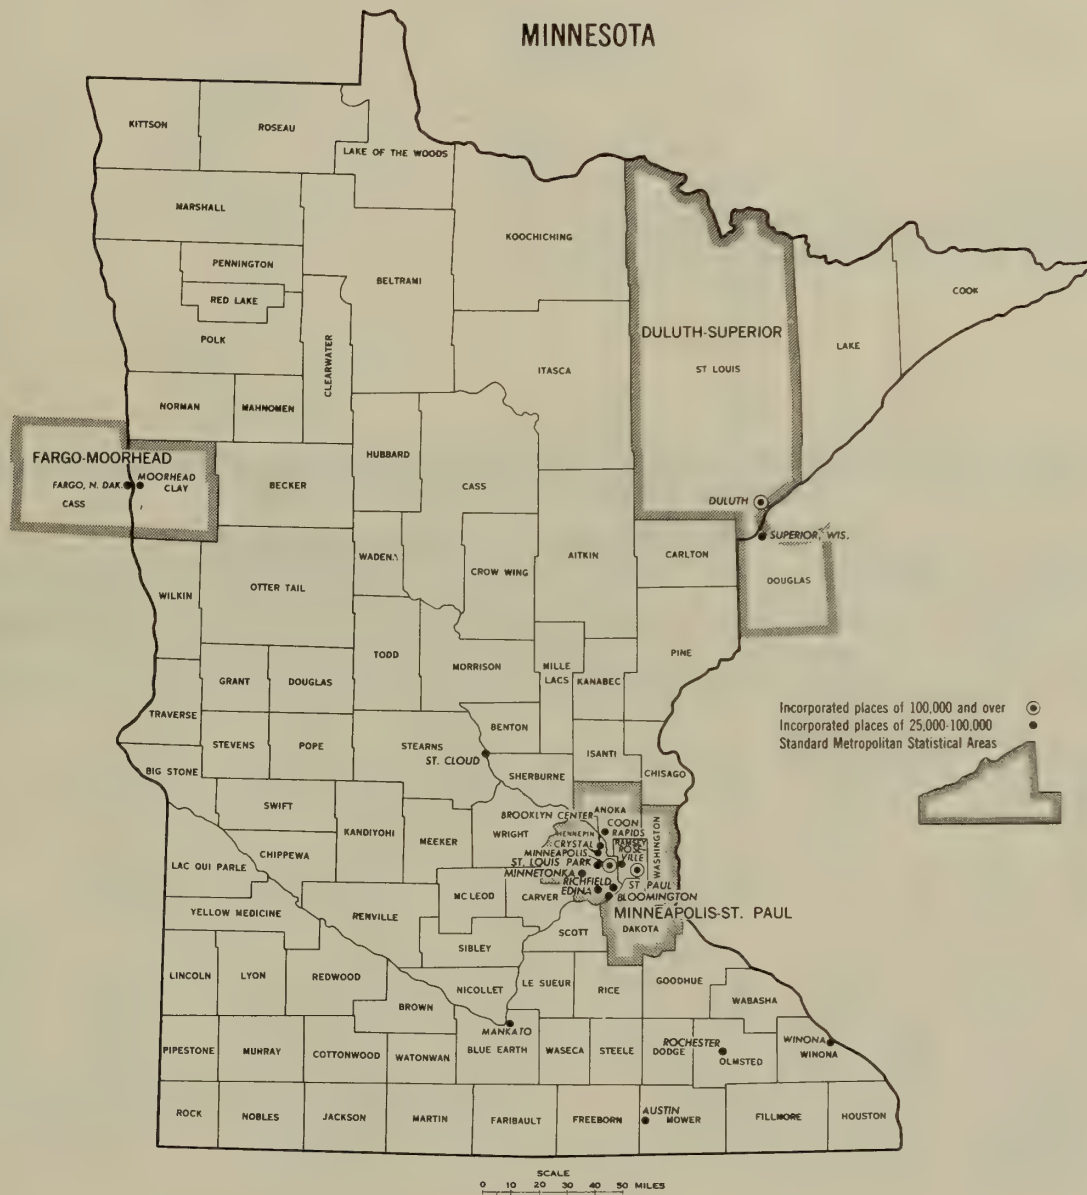 MINNESOTA
KITTSON
ROSEAU
LAKE OF THE WOODS
MARSHALL
KOOCHICHING
PENNINGTON
BELTRAMI
RED LAKE
COOK
POLK
CLEARWATER
DULUTH-SUPERIOR
LAKE
ITASCA
ST LOUIS
NORMAN
MAHNOMEN
FARGO-MOORHEAD
HUBBARD
BECKER
FARGO, N. DAK.
MOORHEAD
CLAY
CASS
CASS
DULUTH
SUPERIOR, WIS.
WADENA
CROW WING
AITKIN
CARLTON
DOUGLAS
WILKIN
OTTER TAIL
TODD
MORRISON
MILLE
LACS
KANABEC
PINE
GRANT
DOUGLAS
TRAVERSE
BENTON
Incorporated places of 100,000 and over
Incorporated places of 25,000-100,000
Standard Metropolitan Statistical Areas
STEVENS
POPE
STEARNS
ST. CLOUD
ISANTI
BIG STONE
SHERBURNE
CHISAGO
SWIFT
KANDIYOHI
MEEKER
WRIGHT
ANOKA
BROOKLYN CENTER
COON
RAPIDS
HENNEPIN
CRYSTAL
RAMSEY
ROSE
VILLE
WASHINGTON
MINNEAPOLIS
CHIPPEWA
LAC QUI PARLE
ST. LOUIS PARK
MINNETONKA
RICHFIELD
ST PAUL
EDINA
BLOOMINGTON
MC LEOD
CARVER
MINNEAPOLIS-ST. PAUL
YELLOW MEDICINE
RENVILLE
SCOTT
DAKOTA
SIBLEY
LINCOLN
LYON
REDWOOD
NICOLLET
LE SUEUR
RICE
GOODHUE
WABASHA
BROWN
MANKATO
PIPESTONE
MURRAY
COTTONWOOD
WATONWAN
BLUE EARTH
WASECA
STEELE
DODGE
ROCHESTER
OLMSTED
WINONA
WINONA
ROCK
NOBLES
JACKSON
MARTIN
FARIBAULT
FREEBORN
AUSTIN
MOWER
FILLMORE
HOUSTON
SCALE
0 10 20 30 40 50 MILES